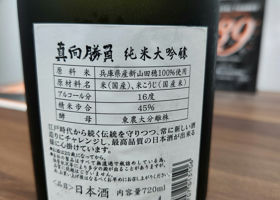 真向勝負 純米大吟醸
原料米 兵庫県産新山田穂100%使用
原材料名 米(国産)、米こうじ(国産米)
アルコール分 16度
精米歩合 45%
酵母 東農大分離株
江戸時代から続く伝統を守りつつ、常に新しい酒
造りにチャレンジし、最高品質の日本酒が出来る
様に心掛けています。
<品目>日本酒 内容量720ml